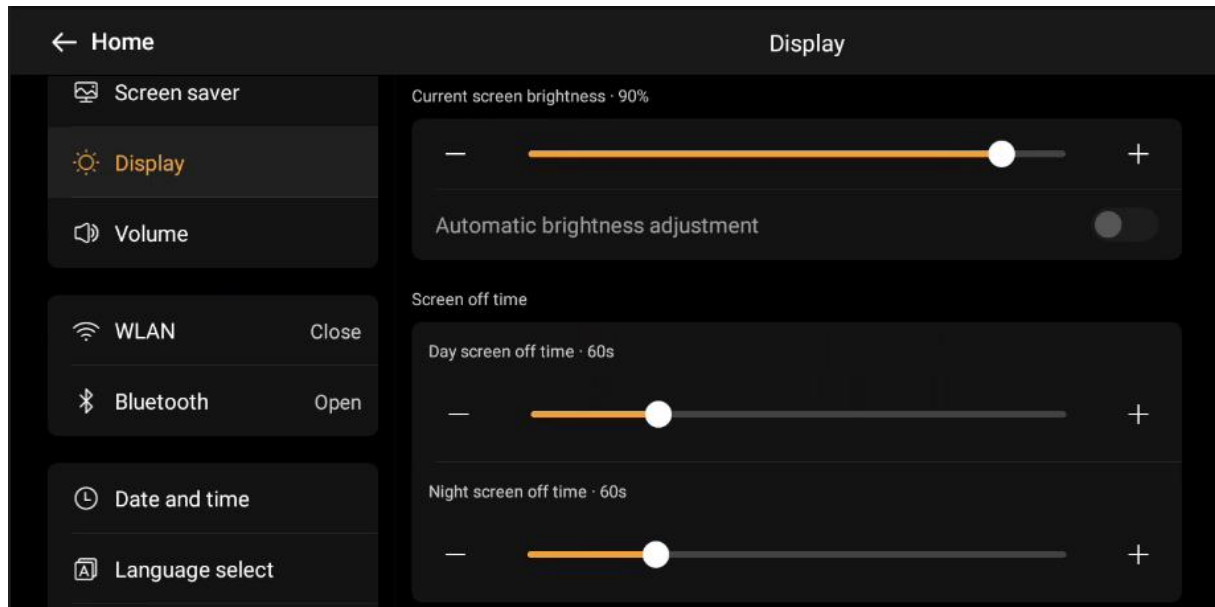 Home
Display
Screen saver
Display
Volume
WLAN Close
Bluetooth Open
Date and time
Language select
Current screen brightness · 90%
Automatic brightness adjustment
Screen off time
Day screen off time · 60s
Night screen off time · 60s